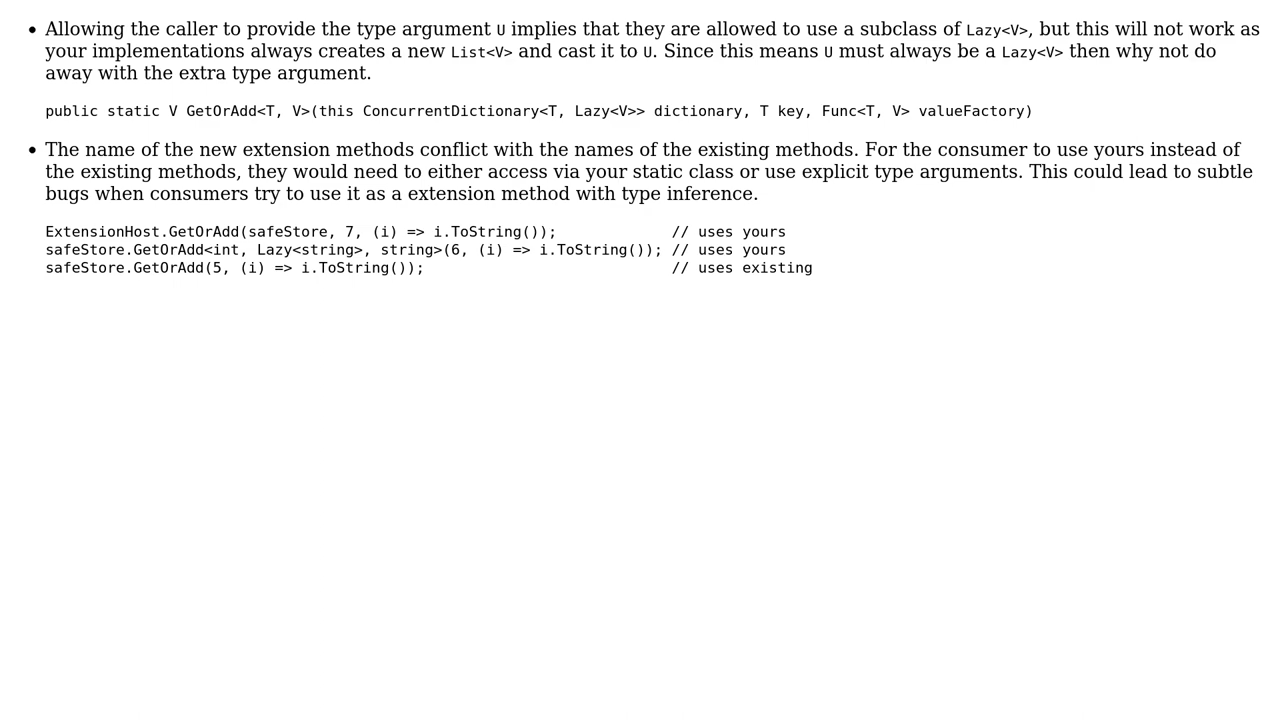 • Allowing the caller to provide the type argument U implies that they are allowed to use a subclass of Lazy<V>, but this will not work as
your implementations always creates a new List<V> and cast it to U. Since this means U must always be a Lazy<V> then why not do
away with the extra type argument.
public static V GetOrAdd<T, V>(this ConcurrentDictionary<T, Lazy<V>> dictionary, T key, Func<T, V> valueFactory)
• The name of the new extension methods conflict with the names of the existing methods. For the consumer to use yours instead of
the existing methods, they would need to either access via your static class or use explicit type arguments. This could lead to subtle
bugs when consumers try to use it as a extension method with type inference.
ExtensionHost.GetOrAdd(safeStore, 7, (i) => i.ToString());             // uses yours
safeStore.GetOrAdd<int, Lazy<string>, string>(6, (i) => i.ToString()); // uses yours
safeStore.GetOrAdd(5, (i) => i.ToString());                            // uses existing